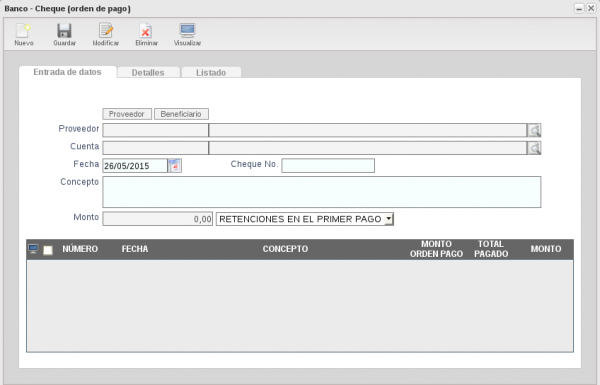 Banco - Cheque (orden de pago)
Nuevo Guardar Modificar Eliminar Visualizar
Entrada de datos Detalles Listado
Proveedor Beneficiario
Proveedor
Cuenta
Fecha 26/05/2015 Cheque No.
Concepto
Monto 0,00 RETENCIONES EN EL PRIMER PAGO
NÚMERO FECHA CONCEPTO MONTO ORDEN PAGO TOTAL PAGADO MONTO